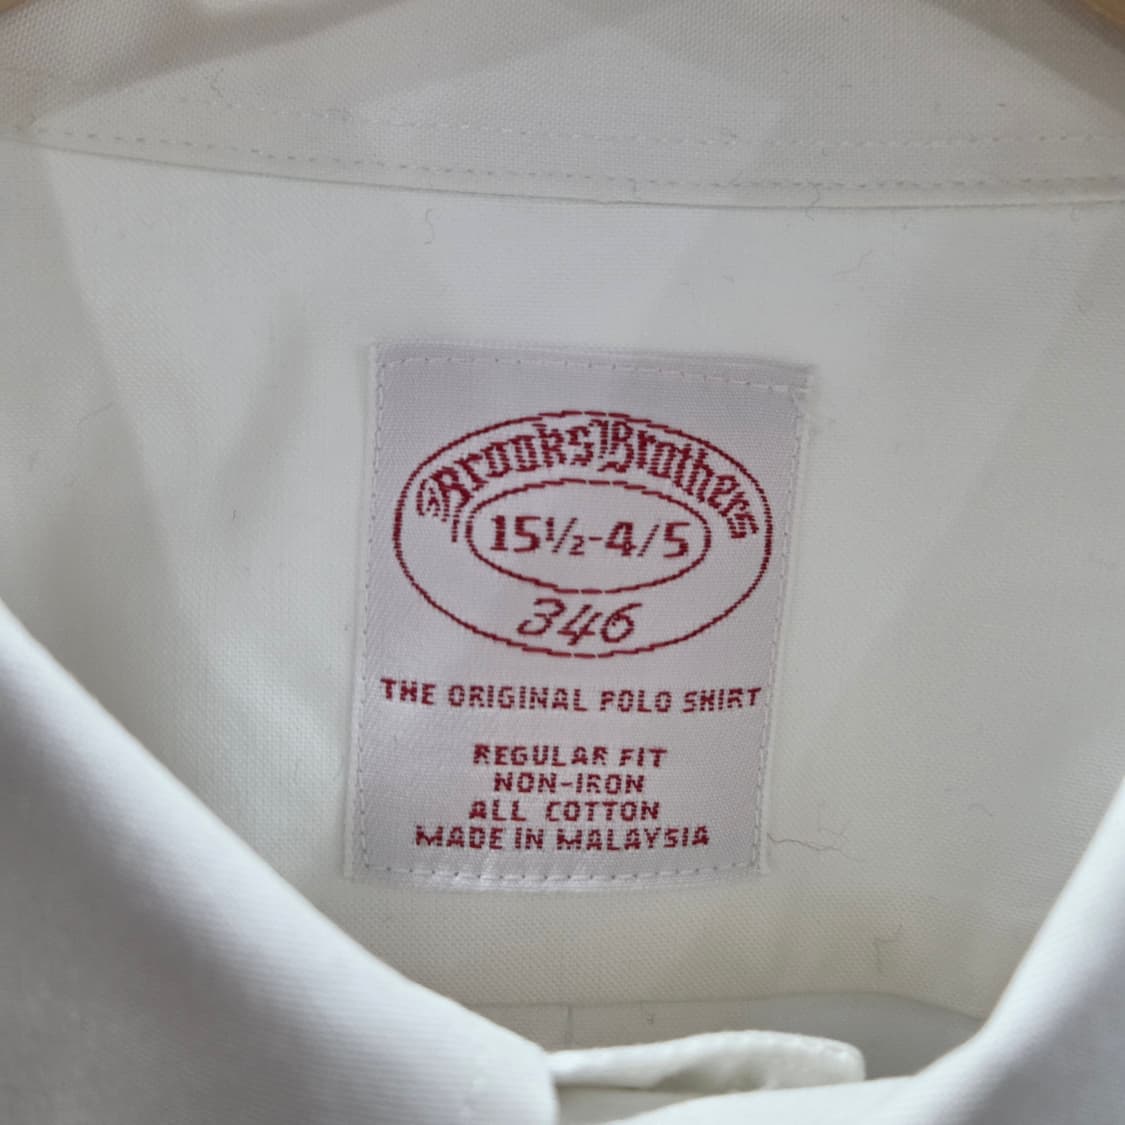 Brooks Brothers
15½-4/5
346
THE ORIGINAL POLO SHIRT
REGULAR FIT
NON-IRON
ALL COTTON
MADE IN MALAYSIA